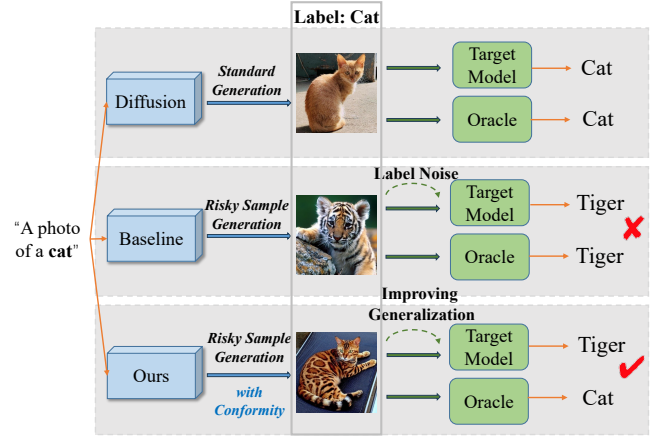 Label: Cat
Diffusion
Standard
Generation
Target
Model
Cat
Oracle
Cat
"A photo
of a cat"
Baseline
Risky Sample
Generation
Label Noise
Target
Model
Tiger
Oracle
Tiger
Ours
Risky Sample
Generation
with
Conformity
Improving
Generalization
Target
Model
Tiger
Oracle
Cat